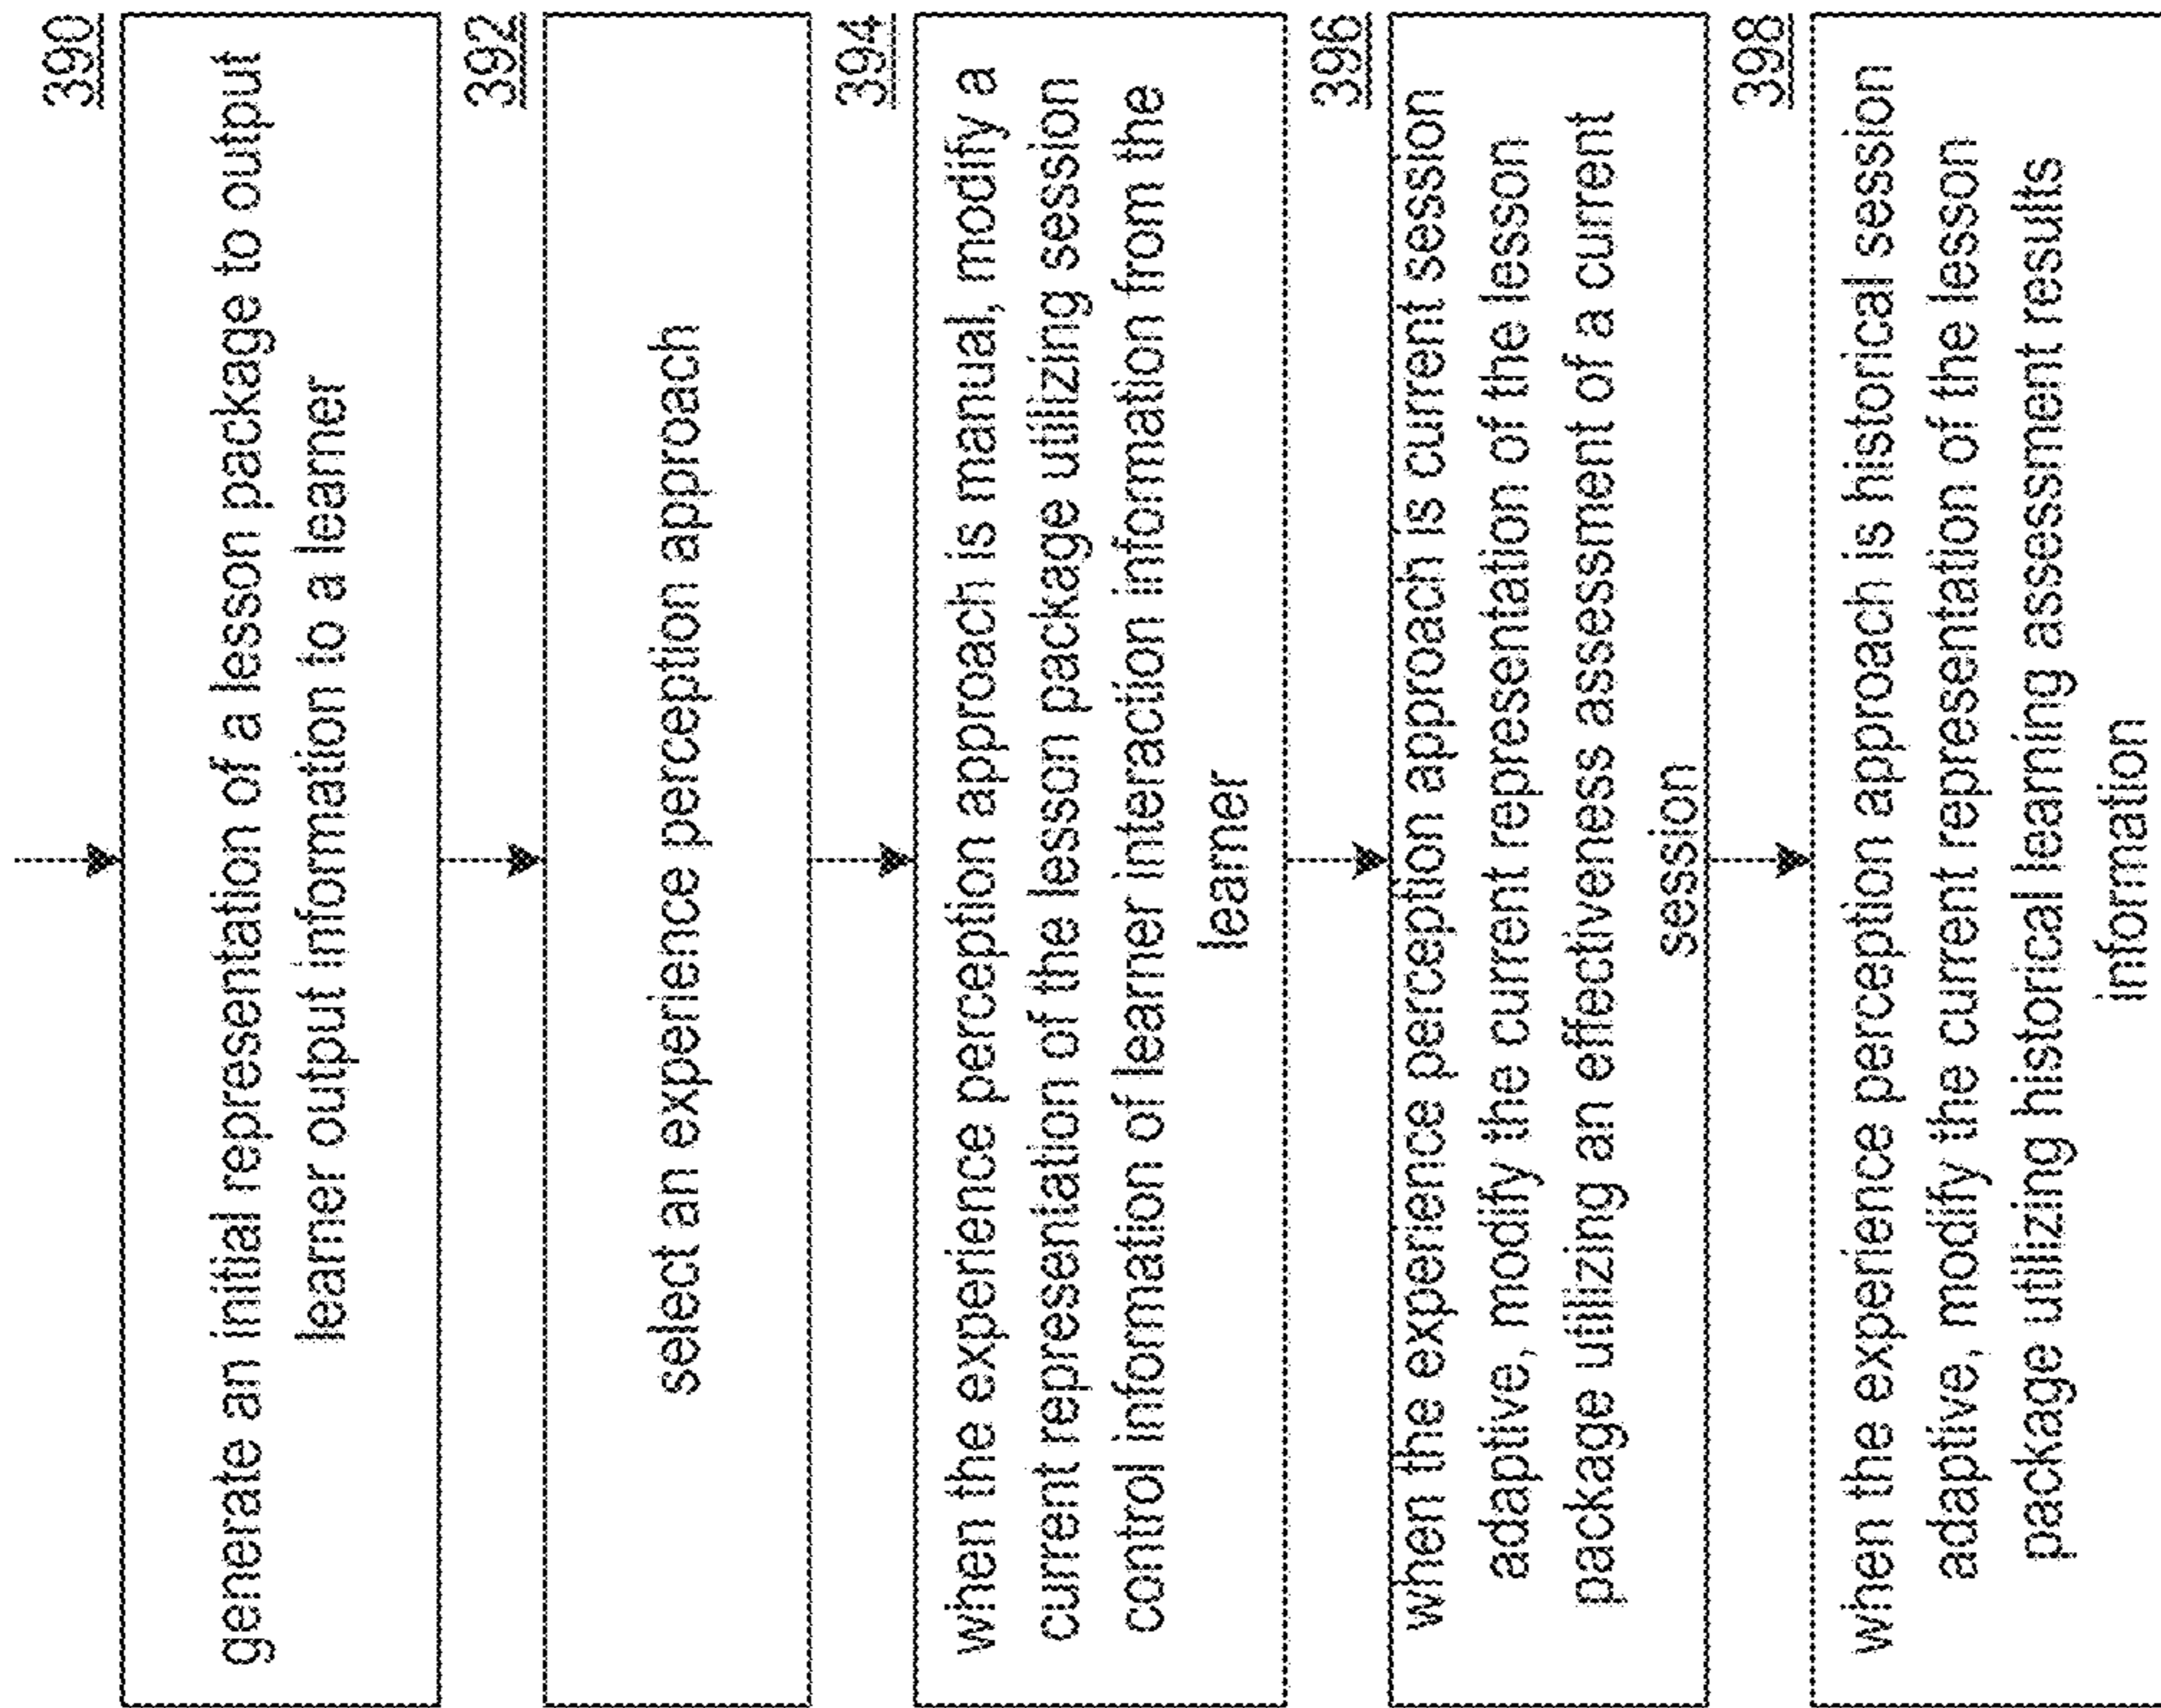 390
generate an initial representation of a lesson package to output
learner output information to a learner
392
select an experience perception approach
394
when the experience perception approach is manual, modify a
current representation of the lesson package utilizing session
control information of learner interaction information from the
learner
396
when the experience perception approach is current session
adaptive, modify the current representation of the lesson
package utilizing an effectiveness assessment of a current
session
398
when the experience perception approach is historical session
adaptive, modify the current representation of the lesson
package utilizing historical learning assessment results
information